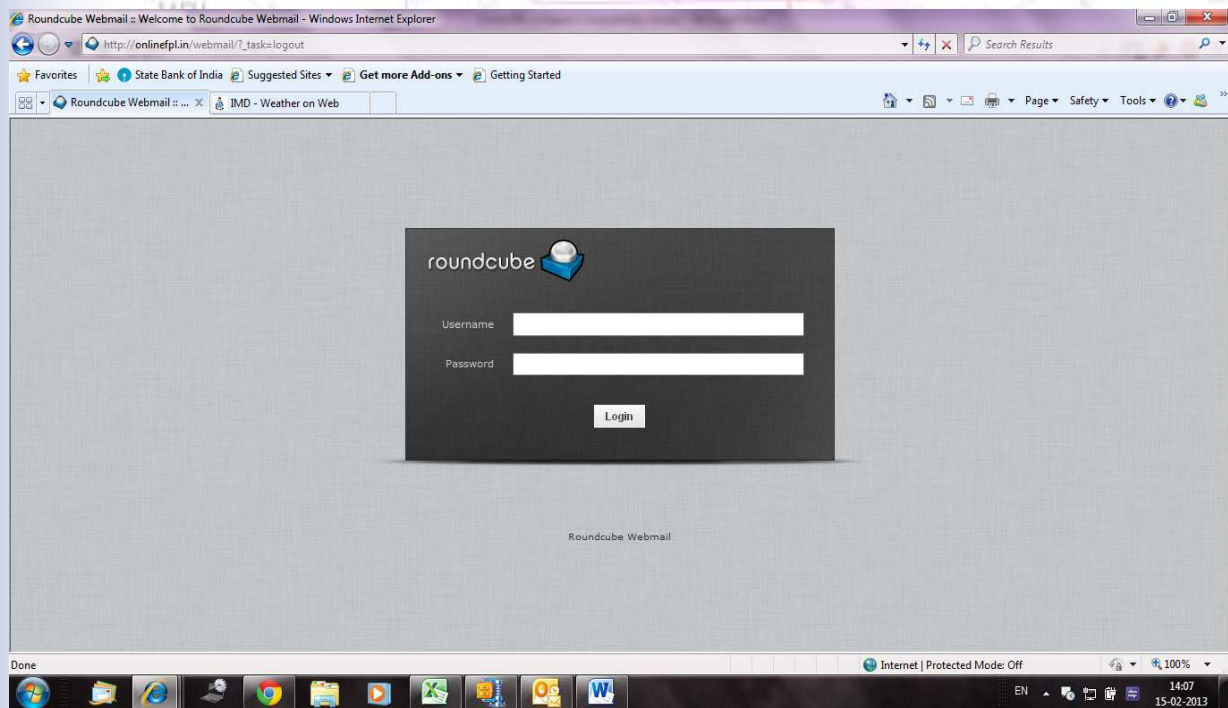 Roundcube Webmail :: Welcome to Roundcube Webmail - Windows Internet Explorer
http://onlinefpl.in/webmail/?_task=logout
Search Results
Favorites State Bank of India Suggested Sites Get more Add-ons Getting Started
Roundcube Webmail :: ... IMD - Weather on Web Page Safety Tools
roundcube
Username
Password
Login
Roundcube Webmail
Done Internet | Protected Mode: Off 100%
EN 14:07
15-02-2013